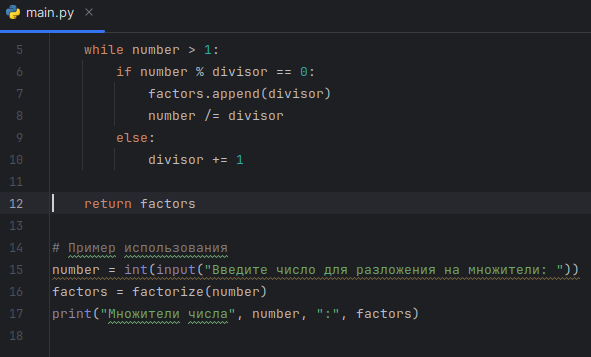 main.py ×
5 while number > 1:
6 if number % divisor == 0:
7 factors.append(divisor)
8 number /= divisor
9 else:
10 divisor += 1
11
12 return factors
13
14 # Пример использования
15 number = int(input("Введите число для разложения на множители: "))
16 factors = factorize(number)
17 print("Множители числа", number, ":", factors)
18